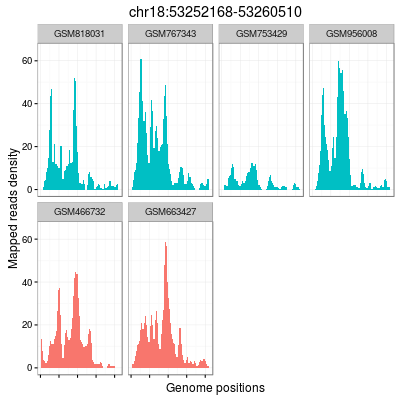 chr18:53252168-53260510
GSM818031 GSM767343 GSM753429 GSM956008
60
40
20
0
GSM466732 GSM663427
60
40
20
0
Mapped reads density
Genome positions